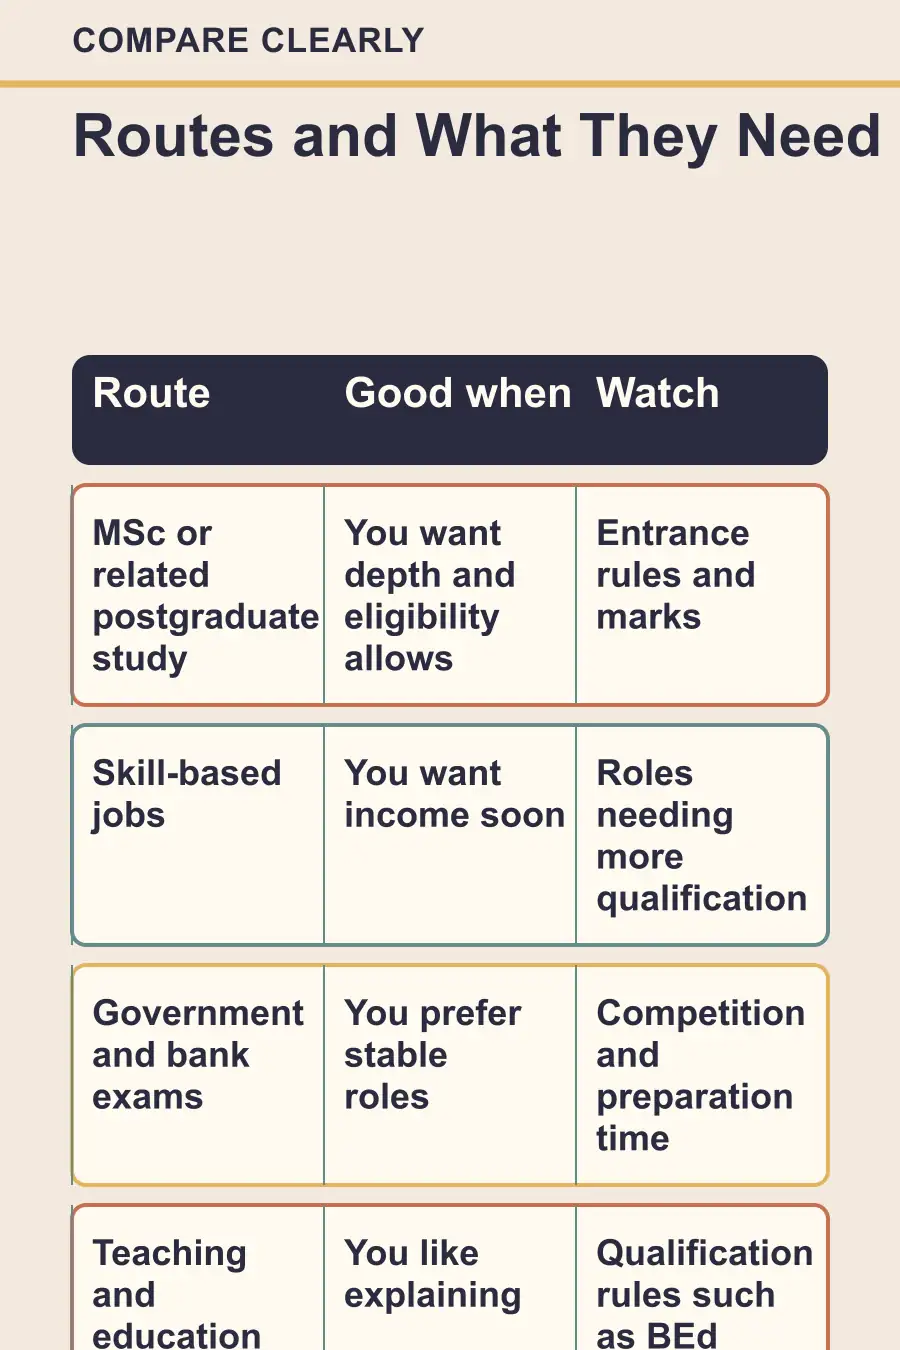 COMPARE CLEARLY
Routes and What They Need
Route Good when Watch
MSc or
related
postgraduate
study
You want
depth and
eligibility
allows
Entrance
rules and
marks
Skill-based
jobs
You want
income soon
Roles
needing
more
qualification
Government
and bank
exams
You prefer
stable
roles
Competition
and
preparation
time
Teaching
and
education
You like
explaining
Qualification
rules such
as BEd